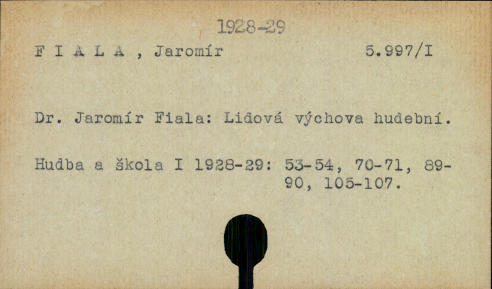 1928-29
F I A L A , Jaromír 5.997/I
Dr. Jaromír Fiala: Lidová výchova hudební.
Hudba a škola I 1928-29: 53-54, 70-71, 89-
90, 105-107.